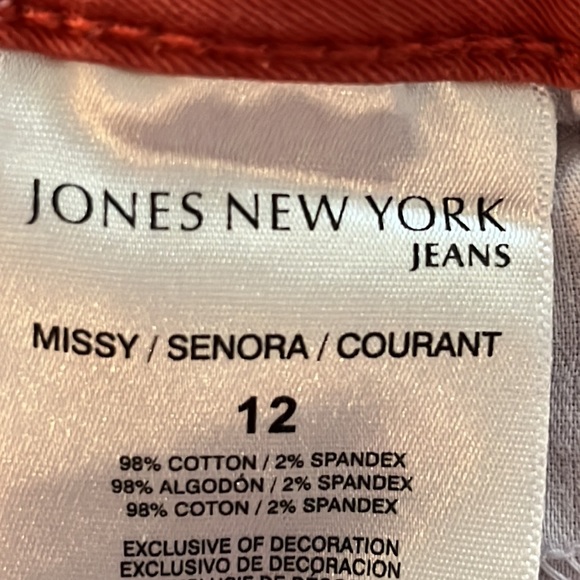 JONES NEW YORK
JEANS
MISSY / SENORA / COURANT
12
98% COTTON / 2% SPANDEX
98% ALGODÓN / 2% SPANDEX
98% COTON / 2% SPANDEX
EXCLUSIVE OF DECORATION
EXCLUSIVO DE DECORACION